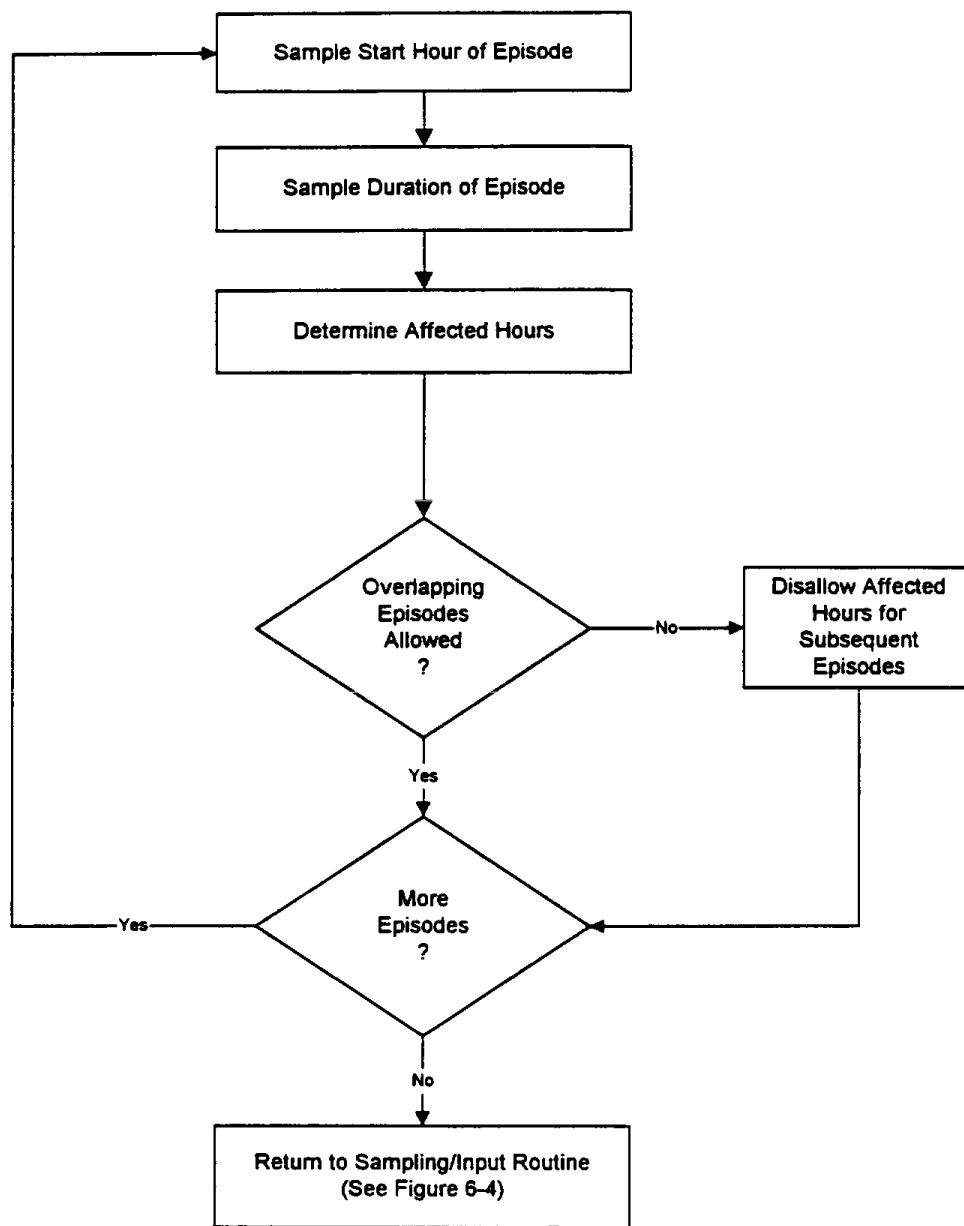 Sample Start Hour of Episode
Sample Duration of Episode
Determine Affected Hours
Overlapping
Episodes
Allowed
?
No
Disallow Affected
Hours for
Subsequent
Episodes
Yes
More
Episodes
?
Yes
No
Return to Sampling/Input Routine
(See Figure 6-4)